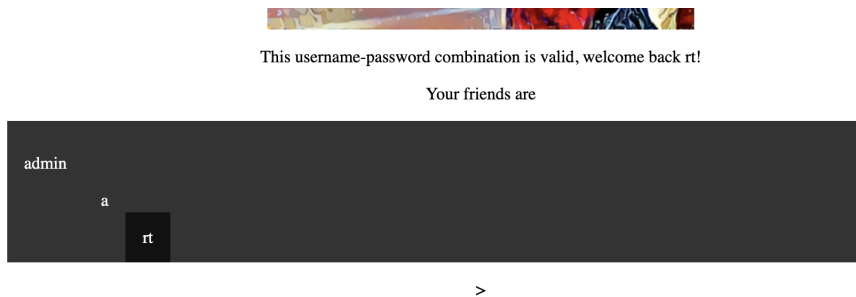 This username-password combination is valid, welcome back rt!
Your friends are
admin
a
rt
>